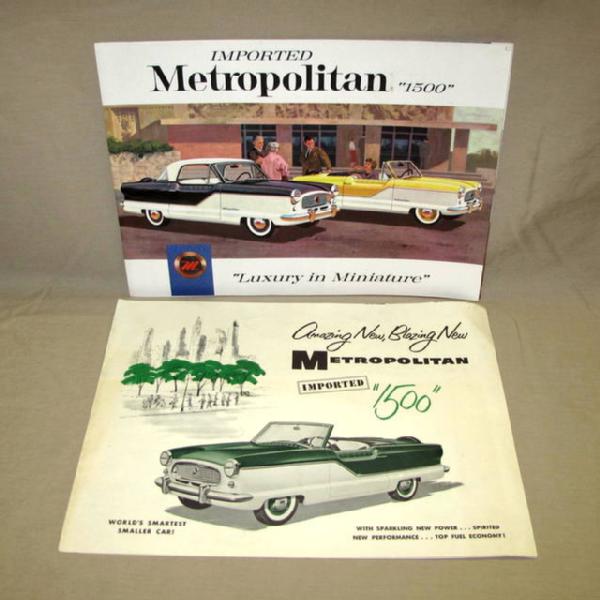 IMPORTED
Metropolitan "1500"
M
"Luxury in Miniature"
Amazing New, Blazing New
METROPOLITAN
IMPORTED
"1500"
WORLD'S SMARTEST
SMALLER CAR!
WITH SPARKLING NEW POWER . . . SPIRITED
NEW PERFORMANCE . . . TOP FUEL ECONOMY!